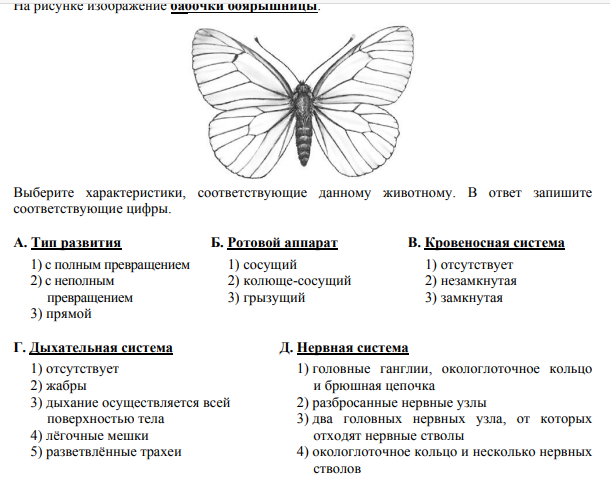 На рисунке изображение бабочки боярышницы.
Выберите характеристики, соответствующие данному животному. В ответ запишите
соответствующие цифры.
А. Тип развития
1) с полным превращением
2) с неполным
превращением
3) прямой
Б. Ротовой аппарат
1) сосущий
2) колюще-сосущий
3) грызущий
В. Кровеносная система
1) отсутствует
2) незамкнутая
3) замкнутая
Г. Дыхательная система
1) отсутствует
2) жабры
3) дыхание осуществляется всей
поверхностью тела
4) лёгочные мешки
5) разветвлённые трахеи
Д. Нервная система
1) головные ганглии, окологлоточное кольцо
и брюшная цепочка
2) разбросанные нервные узлы
3) два головных нервных узла, от которых
отходят нервные стволы
4) окологлоточное кольцо и несколько нервных
стволов